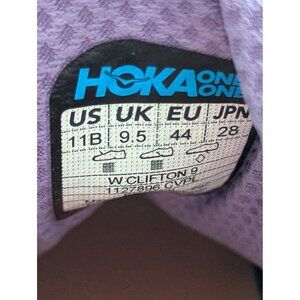 HOKA ONE ONE
US UK EU JPN
11B 9.5 44 28
W CLIFTON 9
1127896 CVPL